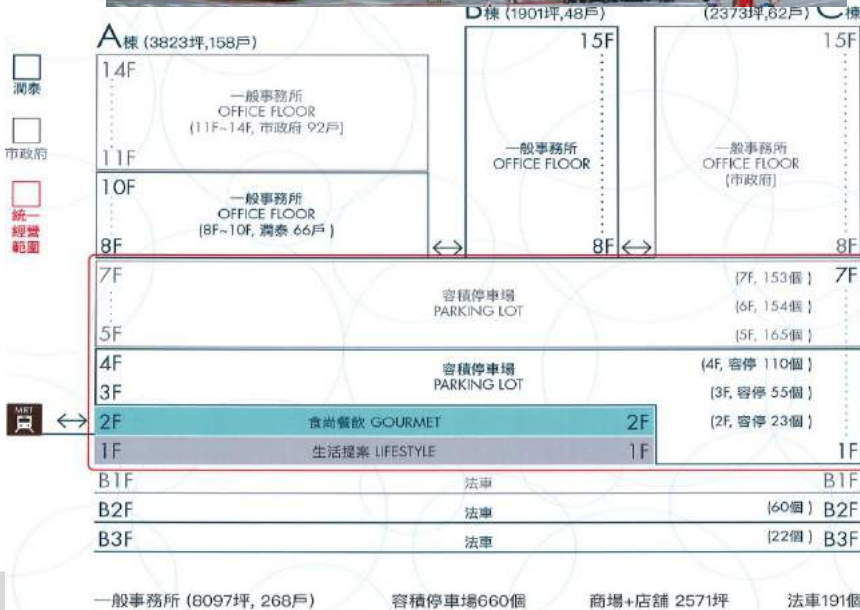 B棟 (1901坪,48戶)
(2373坪,62戶) C棟
A棟 (3823坪,158戶)
潤泰
市政府
統一
經營
範圍
14F
11F
一般事務所
OFFICE FLOOR
(11F~14F, 市政府 92戶]
10F
8F
一般事務所
OFFICE FLOOR
(8F~10F, 潤泰 66戶)
15F
一般事務所
OFFICE FLOOR
8F
15F
一般事務所
OFFICE FLOOR
[市政府]
8F
7F
5F
容積停車場
PARKING LOT
(7F, 153個) 7F
(6F, 154個)
(5F, 165個)
4F
3F
容積停車場
PARKING LOT
(4F, 容停 110個)
(3F, 容停 55個)
(2F, 容停 23個)
MRT
2F 食尚餐飲 GOURMET 2F
1F 生活提案 LIFESTYLE 1F
1F
B1F 法車 B1F
B2F 法車 (60個) B2F
B3F 法車 (22個) B3F
一般事務所 (8097坪, 268戶) 容積停車場660個 商場+店舖 2571坪 法車191個